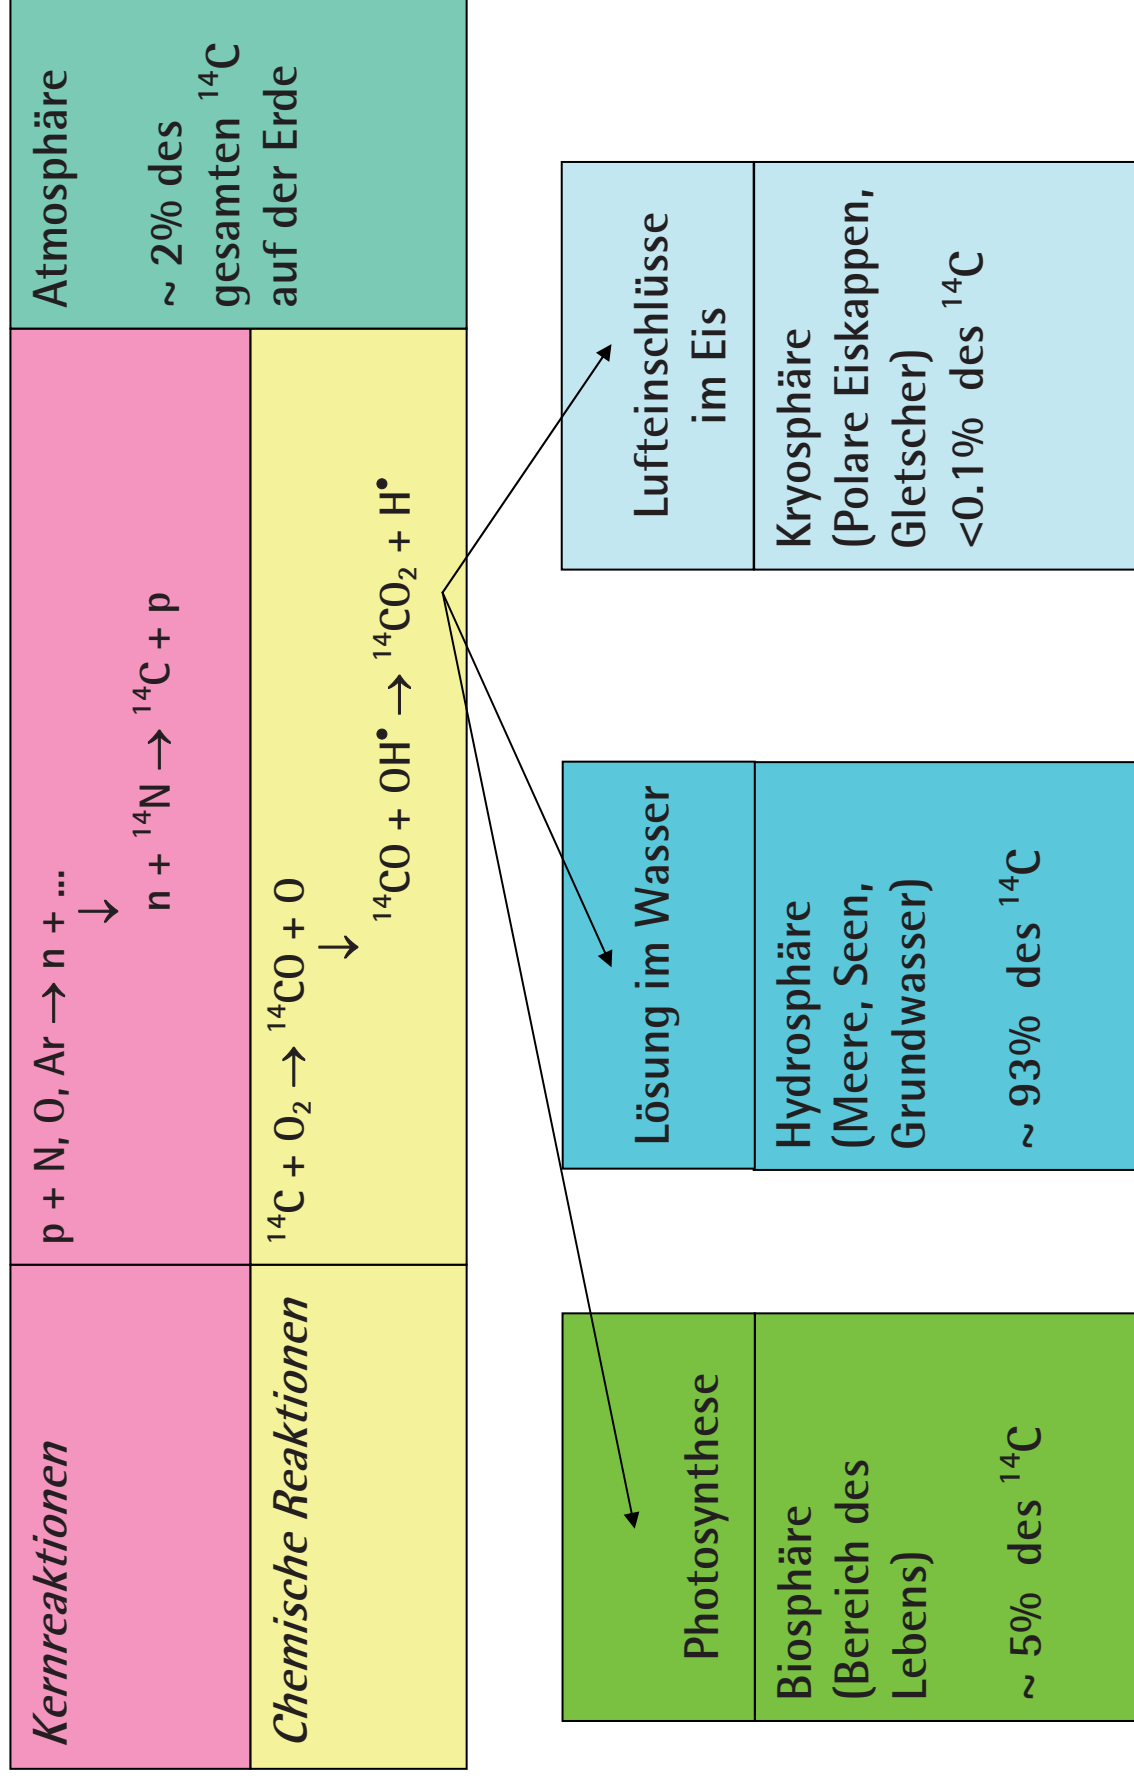 Kernreaktionen
p + N, O, Ar → n + ...
↓
n + ¹⁴N → ¹⁴C + p
Chemische Reaktionen
¹⁴C + O₂ → ¹⁴CO + O
↓
¹⁴CO + OH• → ¹⁴CO₂ + H•
Atmosphäre
~ 2% des
gesamten ¹⁴C
auf der Erde
Photosynthese
Biosphäre
(Bereich des
Lebens)
~ 5% des ¹⁴C
Lösung im Wasser
Hydrosphäre
(Meere, Seen,
Grundwasser)
~ 93% des ¹⁴C
Lufteinschlüsse
im Eis
Kryosphäre
(Polare Eiskappen,
Gletscher)
<0.1% des ¹⁴C